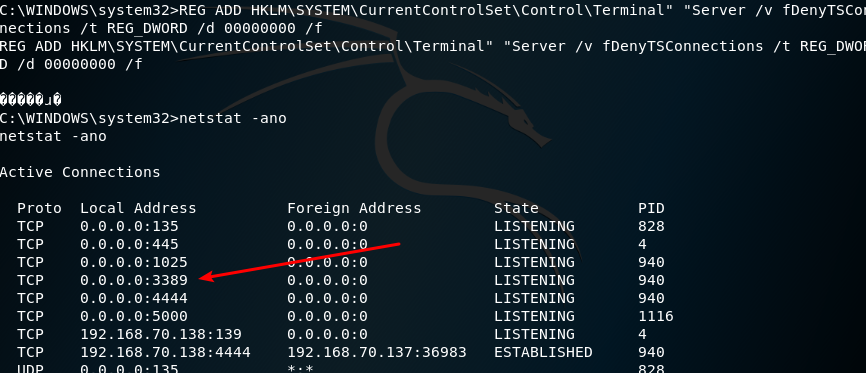 C:\WINDOWS\system32>REG ADD HKLM\SYSTEM\CurrentControlSet\Control\Terminal" "Server /v fDenyTSCon
nections /t REG_DWORD /d 00000000 /f
REG ADD HKLM\SYSTEM\CurrentControlSet\Control\Terminal" "Server /v fDenyTSConnections /t REG_DWOR
D /d 00000000 /f
C:\WINDOWS\system32>netstat -ano
netstat -ano
Active Connections
Proto  Local Address          Foreign Address        State           PID
TCP    0.0.0.0:135            0.0.0.0:0              LISTENING       828
TCP    0.0.0.0:445            0.0.0.0:0              LISTENING       4
TCP    0.0.0.0:1025           0.0.0.0:0              LISTENING       940
TCP    0.0.0.0:3389           0.0.0.0:0              LISTENING       940
TCP    0.0.0.0:4444           0.0.0.0:0              LISTENING       940
TCP    0.0.0.0:5000           0.0.0.0:0              LISTENING       1116
TCP    192.168.70.138:139     0.0.0.0:0              LISTENING       4
TCP    192.168.70.138:4444    192.168.70.137:36983   ESTABLISHED     940
UDP    0.0.0.0:135            *:*                                    828